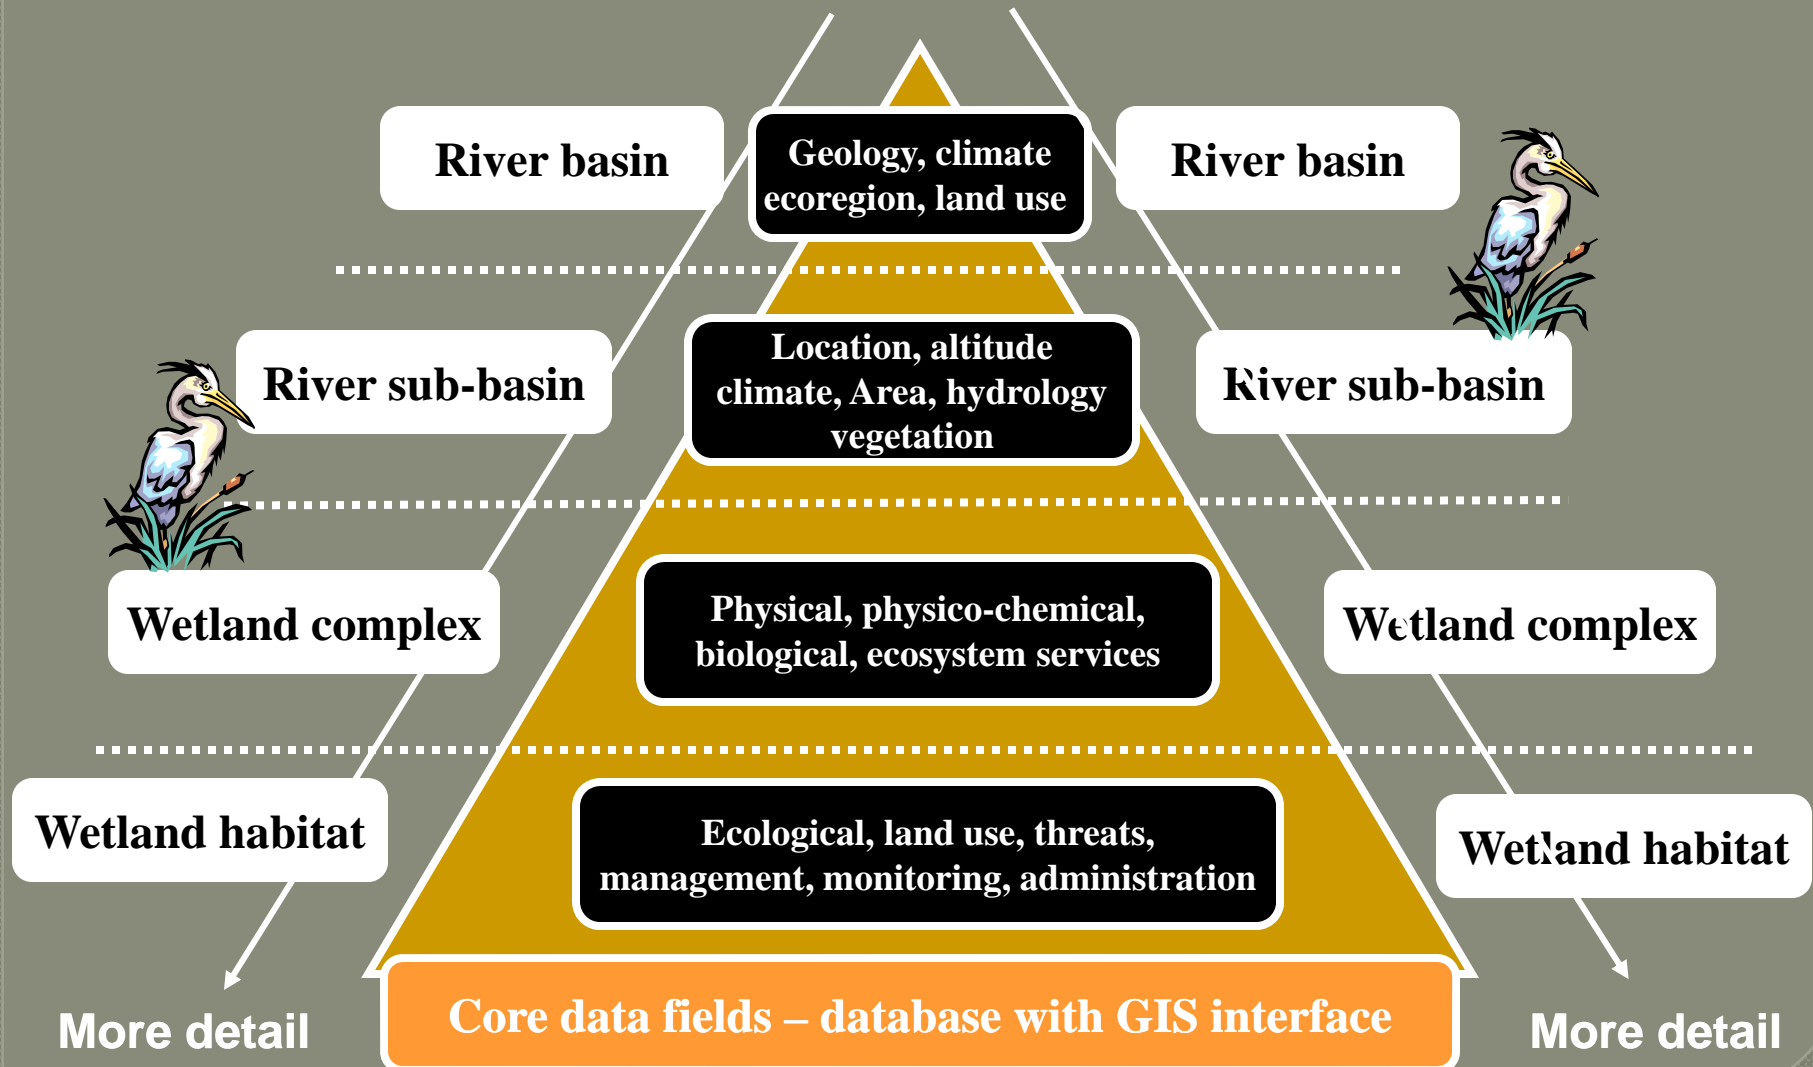 River basin
Geology, climate
ecoregion, land use
River basin
River sub-basin
Location, altitude
climate, Area, hydrology
vegetation
River sub-basin
Wetland complex
Physical, physico-chemical,
biological, ecosystem services
Wetland complex
Wetland habitat
Ecological, land use, threats,
management, monitoring, administration
Wetland habitat
More detail
Core data fields – database with GIS interface
More detail